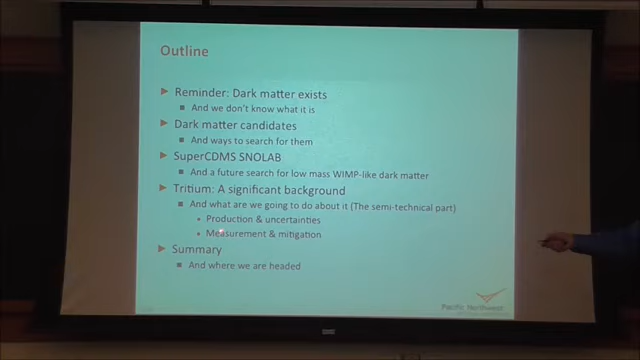 Outline
Reminder: Dark matter exists
And we don't know what it is
Dark matter candidates
And ways to search for them
SuperCDMS SNOLAB
And a future search for low mass WIMP-like dark matter
Tritium: A significant background
And what are we going to do about it (The semi-technical part)
Production & uncertainties
Measurement & mitigation
Summary
And where we are headed
Pacific Northwest